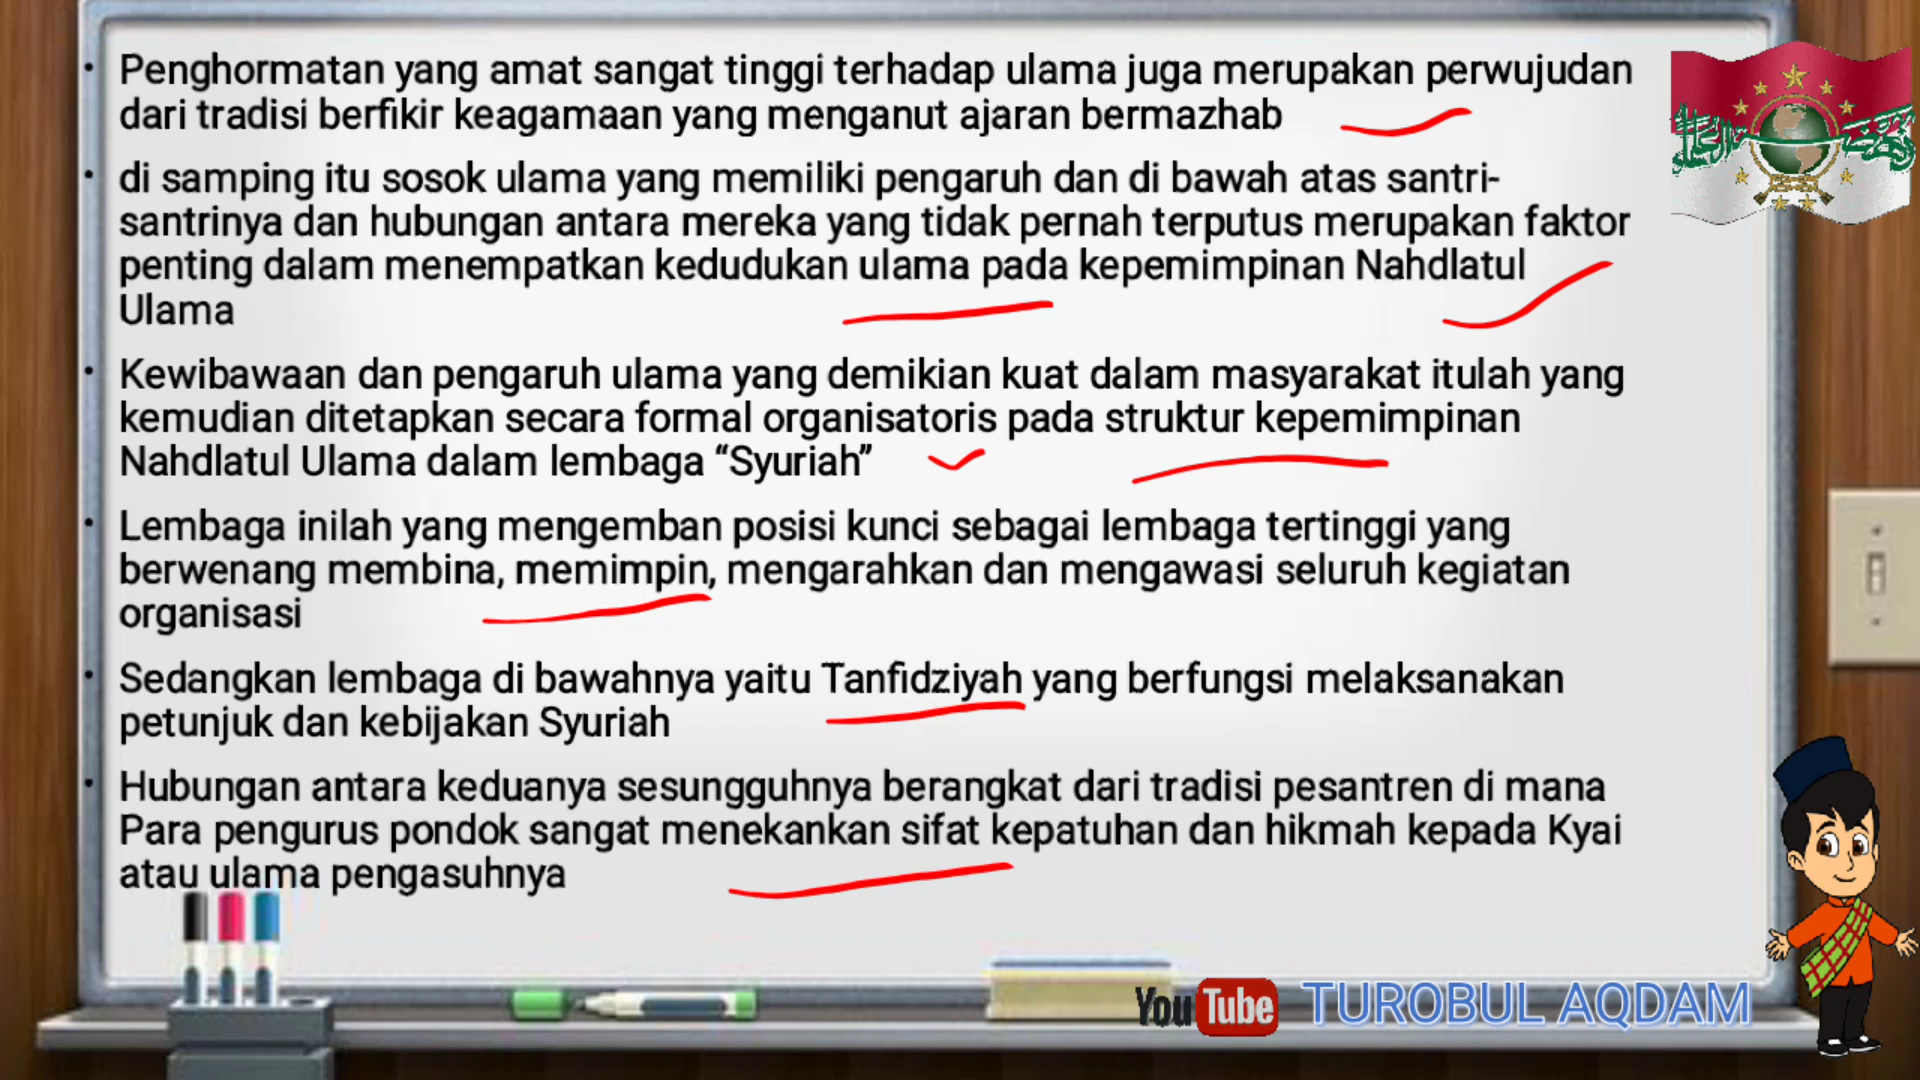 • Penghormatan yang amat sangat tinggi terhadap ulama juga merupakan perwujudan
dari tradisi berfikir keagamaan yang menganut ajaran bermazhab
• di samping itu sosok ulama yang memiliki pengaruh dan di bawah atas santri-
santrinya dan hubungan antara mereka yang tidak pernah terputus merupakan faktor
penting dalam menempatkan kedudukan ulama pada kepemimpinan Nahdlatul
Ulama
• Kewibawaan dan pengaruh ulama yang demikian kuat dalam masyarakat itulah yang
kemudian ditetapkan secara formal organisatoris pada struktur kepemimpinan
Nahdlatul Ulama dalam lembaga “Syuriah”
• Lembaga inilah yang mengemban posisi kunci sebagai lembaga tertinggi yang
berwenang membina, memimpin, mengarahkan dan mengawasi seluruh kegiatan
organisasi
• Sedangkan lembaga di bawahnya yaitu Tanfidziyah yang berfungsi melaksanakan
petunjuk dan kebijakan Syuriah
• Hubungan antara keduanya sesungguhnya berangkat dari tradisi pesantren di mana
Para pengurus pondok sangat menekankan sifat kepatuhan dan hikmah kepada Kyai
atau ulama pengasuhnya
YouTube TUROBUL AQDAM